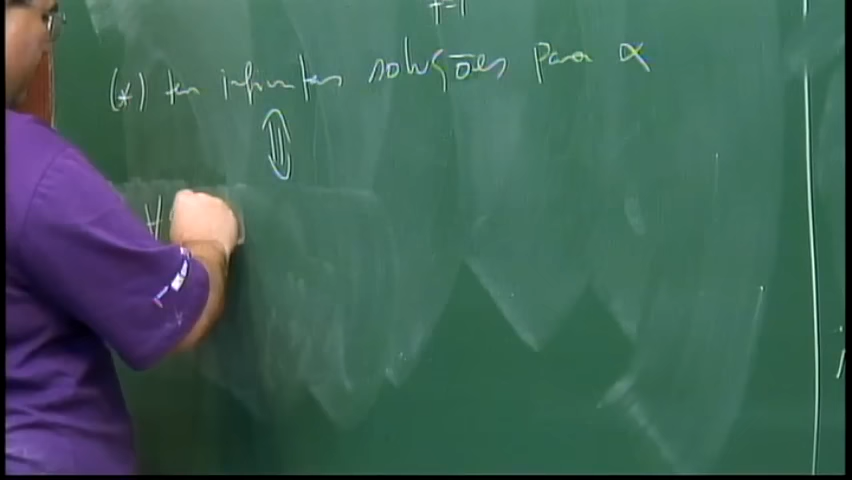 (*) tem infinitas soluções para α
⇕
∀